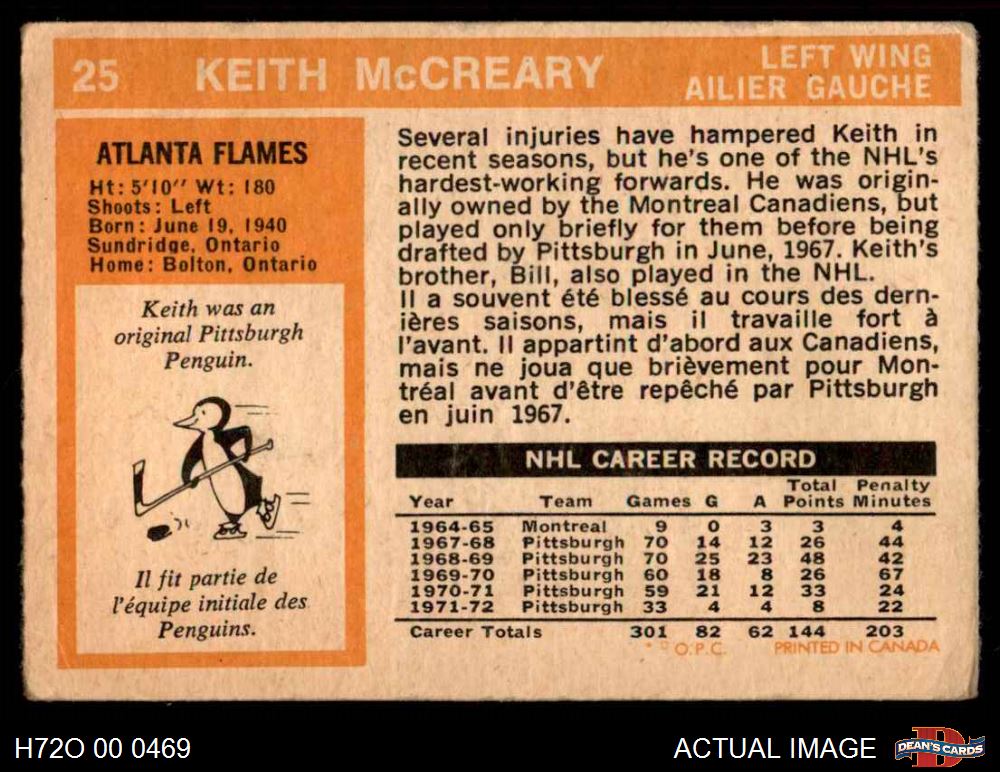 25 KEITH McCREARY
LEFT WING
AILIER GAUCHE
ATLANTA FLAMES
Ht: 5'10" Wt: 180
Shoots: Left
Born: June 19, 1940
Sundridge, Ontario
Home: Bolton, Ontario
Keith was an
original Pittsburgh
Penguin.
Il fit partie de
l'équipe initiale des
Penguins.
Several injuries have hampered Keith in
recent seasons, but he's one of the NHL's
hardest-working forwards. He was origin-
ally owned by the Montreal Canadiens, but
played only briefly for them before being
drafted by Pittsburgh in June, 1967. Keith's
brother, Bill, also played in the NHL.
Il a souvent été blessé au cours des dern-
ières saisons, mais il travaille fort à
l'avant. Il appartint d'abord aux Canadiens,
mais ne joua que brièvement pour Mon-
tréal avant d'être repêché par Pittsburgh
en juin 1967.
NHL CAREER RECORD
Year Team Games G A Total Points Penalty Minutes
1964-65 Montreal 9 0 3 3 4
1967-68 Pittsburgh 70 14 12 26 44
1968-69 Pittsburgh 70 25 23 48 42
1969-70 Pittsburgh 60 18 8 26 67
1970-71 Pittsburgh 59 21 12 33 24
1971-72 Pittsburgh 33 4 4 8 22
Career Totals 301 82 62 144 203
* O.P.C. PRINTED IN CANADA
H72O 00 0469
ACTUAL IMAGE
DEAN'S CARDS